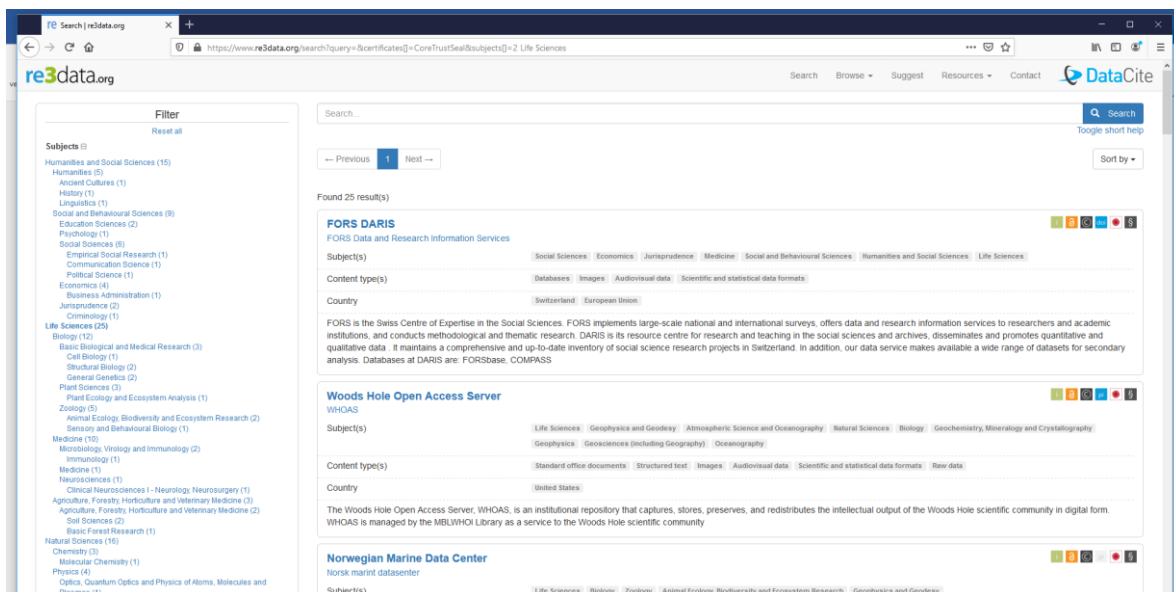 re Search | re3data.org
https://www.re3data.org/search?query=&certificates[]=CoreTrustSeal&subjects[]=2 Life Sciences
re3data.org
Search Browse Suggest Resources Contact DataCite
Filter
Reset all
Subjects
Humanities and Social Sciences (15)
Humanities (5)
Ancient Cultures (1)
History (1)
Linguistics (1)
Social and Behavioural Sciences (9)
Education Sciences (2)
Psychology (1)
Social Sciences (6)
Empirical Social Research (1)
Communication Science (1)
Political Science (1)
Economics (4)
Business Administration (1)
Jurisprudence (2)
Criminology (1)
Life Sciences (25)
Biology (12)
Basic Biological and Medical Research (3)
Cell Biology (1)
Structural Biology (2)
General Genetics (2)
Plant Sciences (3)
Plant Ecology and Ecosystem Analysis (1)
Zoology (5)
Animal Ecology, Biodiversity and Ecosystem Research (2)
Sensory and Behavioural Biology (1)
Medicine (10)
Microbiology, Virology and Immunology (2)
Immunology (1)
Medicine (1)
Neurosciences (1)
Clinical Neurosciences I - Neurology, Neurosurgery (1)
Agriculture, Forestry, Horticulture and Veterinary Medicine (3)
Agriculture, Forestry, Horticulture and Veterinary Medicine (2)
Soil Sciences (2)
Basic Forest Research (1)
Natural Sciences (16)
Chemistry (3)
Molecular Chemistry (1)
Physics (4)
Optics, Quantum Optics and Physics of Atoms, Molecules and
Search...
Search
Toogle short help
← Previous 1 Next →
Sort by
Found 25 result(s)
FORS DARIS
FORS Data and Research Information Services
Subject(s) Social Sciences Economics Jurisprudence Medicine Social and Behavioural Sciences Humanities and Social Sciences Life Sciences
Content type(s) Databases Images Audiovisual data Scientific and statistical data formats
Country Switzerland European Union
FORS is the Swiss Centre of Expertise in the Social Sciences. FORS implements large-scale national and international surveys, offers data and research information services to researchers and academic
institutions, and conducts methodological and thematic research. DARIS is its resource centre for research and teaching in the social sciences and archives, disseminates and promotes quantitative and
qualitative data . It maintains a comprehensive and up-to-date inventory of social science research projects in Switzerland. In addition, our data service makes available a wide range of datasets for secondary
analysis. Databases at DARIS are: FORSbase, COMPASS
Woods Hole Open Access Server
WHOAS
Subject(s) Life Sciences Geophysics and Geodesy Atmospheric Science and Oceanography Natural Sciences Biology Geochemistry, Mineralogy and Crystallography
Geophysics Geosciences (including Geography) Oceanography
Content type(s) Standard office documents Structured text Images Audiovisual data Scientific and statistical data formats Raw data
Country United States
The Woods Hole Open Access Server, WHOAS, is an institutional repository that captures, stores, preserves, and redistributes the intellectual output of the Woods Hole scientific community in digital form.
WHOAS is managed by the MBLWHOI Library as a service to the Woods Hole scientific community
Norwegian Marine Data Center
Norsk marint datasenter
Subject(s) Life Sciences Biology Zoology Animal Ecology, Biodiversity and Ecosystem Research Geophysics and Geodesy